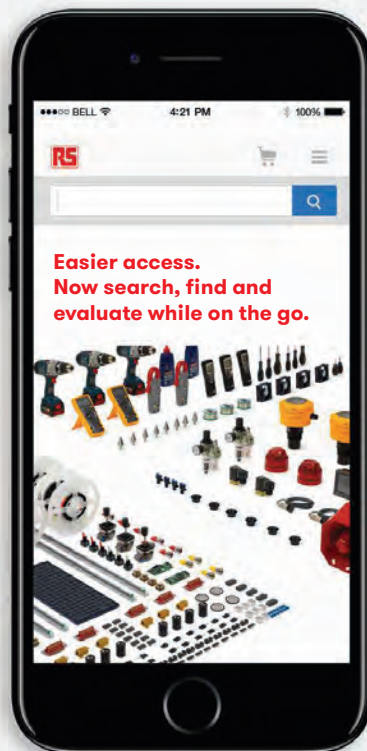 BELL 4:21 PM 100%
RS
Easier access.
Now search, find and
evaluate while on the go.